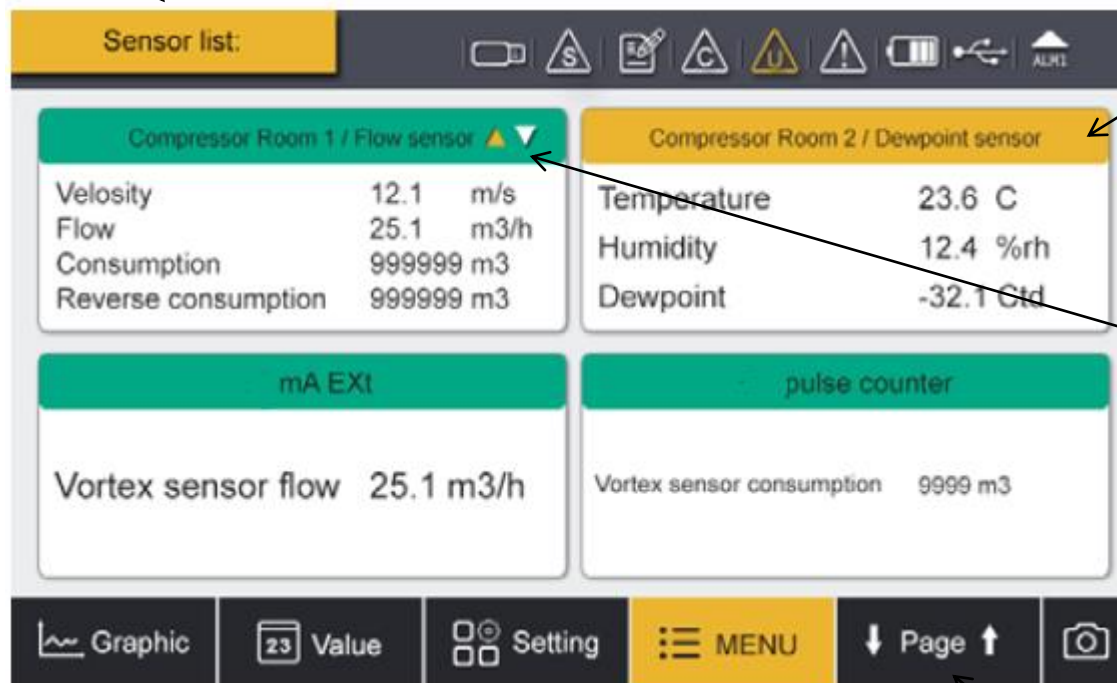 Sensor list:
S C U ! ALM1
Compressor Room 1 / Flow sensor
Velosity 12.1 m/s
Flow 25.1 m3/h
Consumption 999999 m3
Reverse consumption 999999 m3
Compressor Room 2 / Dewpoint sensor
Temperature 23.6 C
Humidity 12.4 %rh
Dewpoint -32.1 Ctd
mA EXt
Vortex sensor flow 25.1 m3/h
pulse counter
Vortex sensor consumption 9999 m3
Graphic 23 Value Setting MENU Page